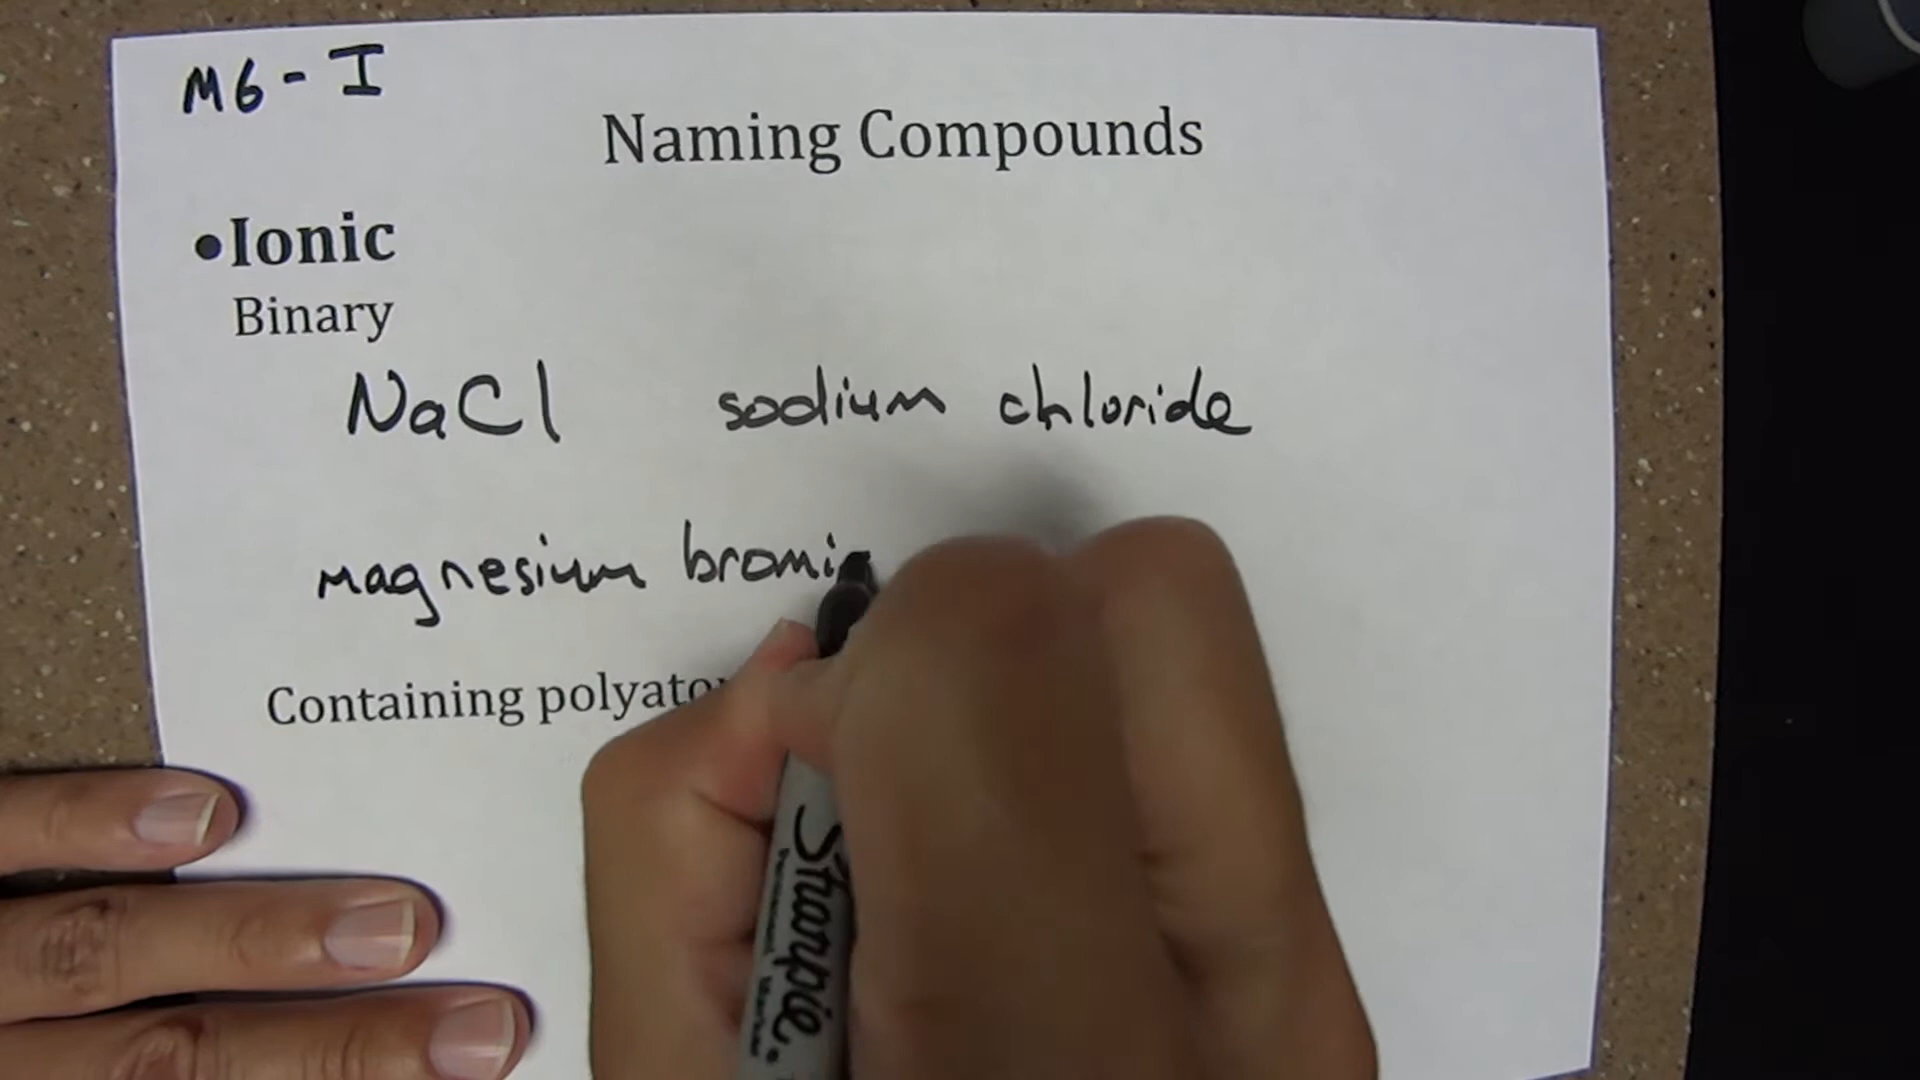 M6 - I
Naming Compounds
•Ionic
Binary
NaCl sodium chloride
magnesium bromi
Containing polyato
Sharpie.